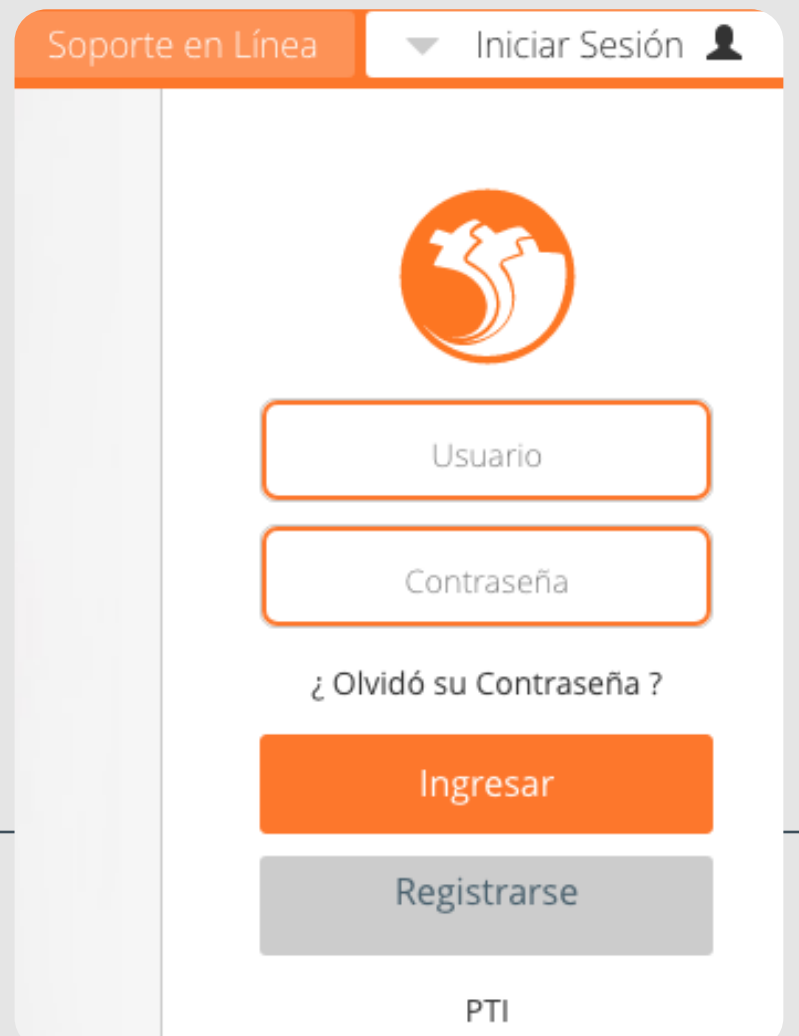 Soporte en Línea
Iniciar Sesión
Usuario
Contraseña
¿ Olvidó su Contraseña ?
Ingresar
Registrarse
PTI